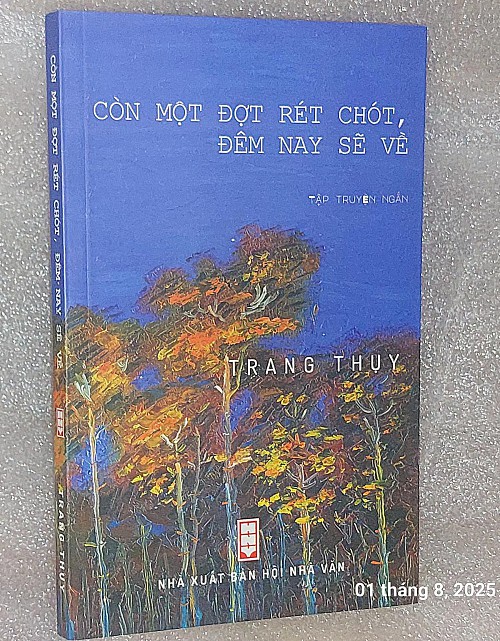 CÒN MỘT ĐỢT RÉT CHÓT,
ĐÊM NAY SẼ VỀ
TẬP TRUYỆN NGẮN
TRANG THỤY
HNV
NHÀ XUẤT BẢN HỘI NHÀ VĂN
CÒN MỘT ĐỢT RÉT CHÓT, ĐÊM NAY SẼ VỀ
TRANG THỤY
01 tháng 8, 2025